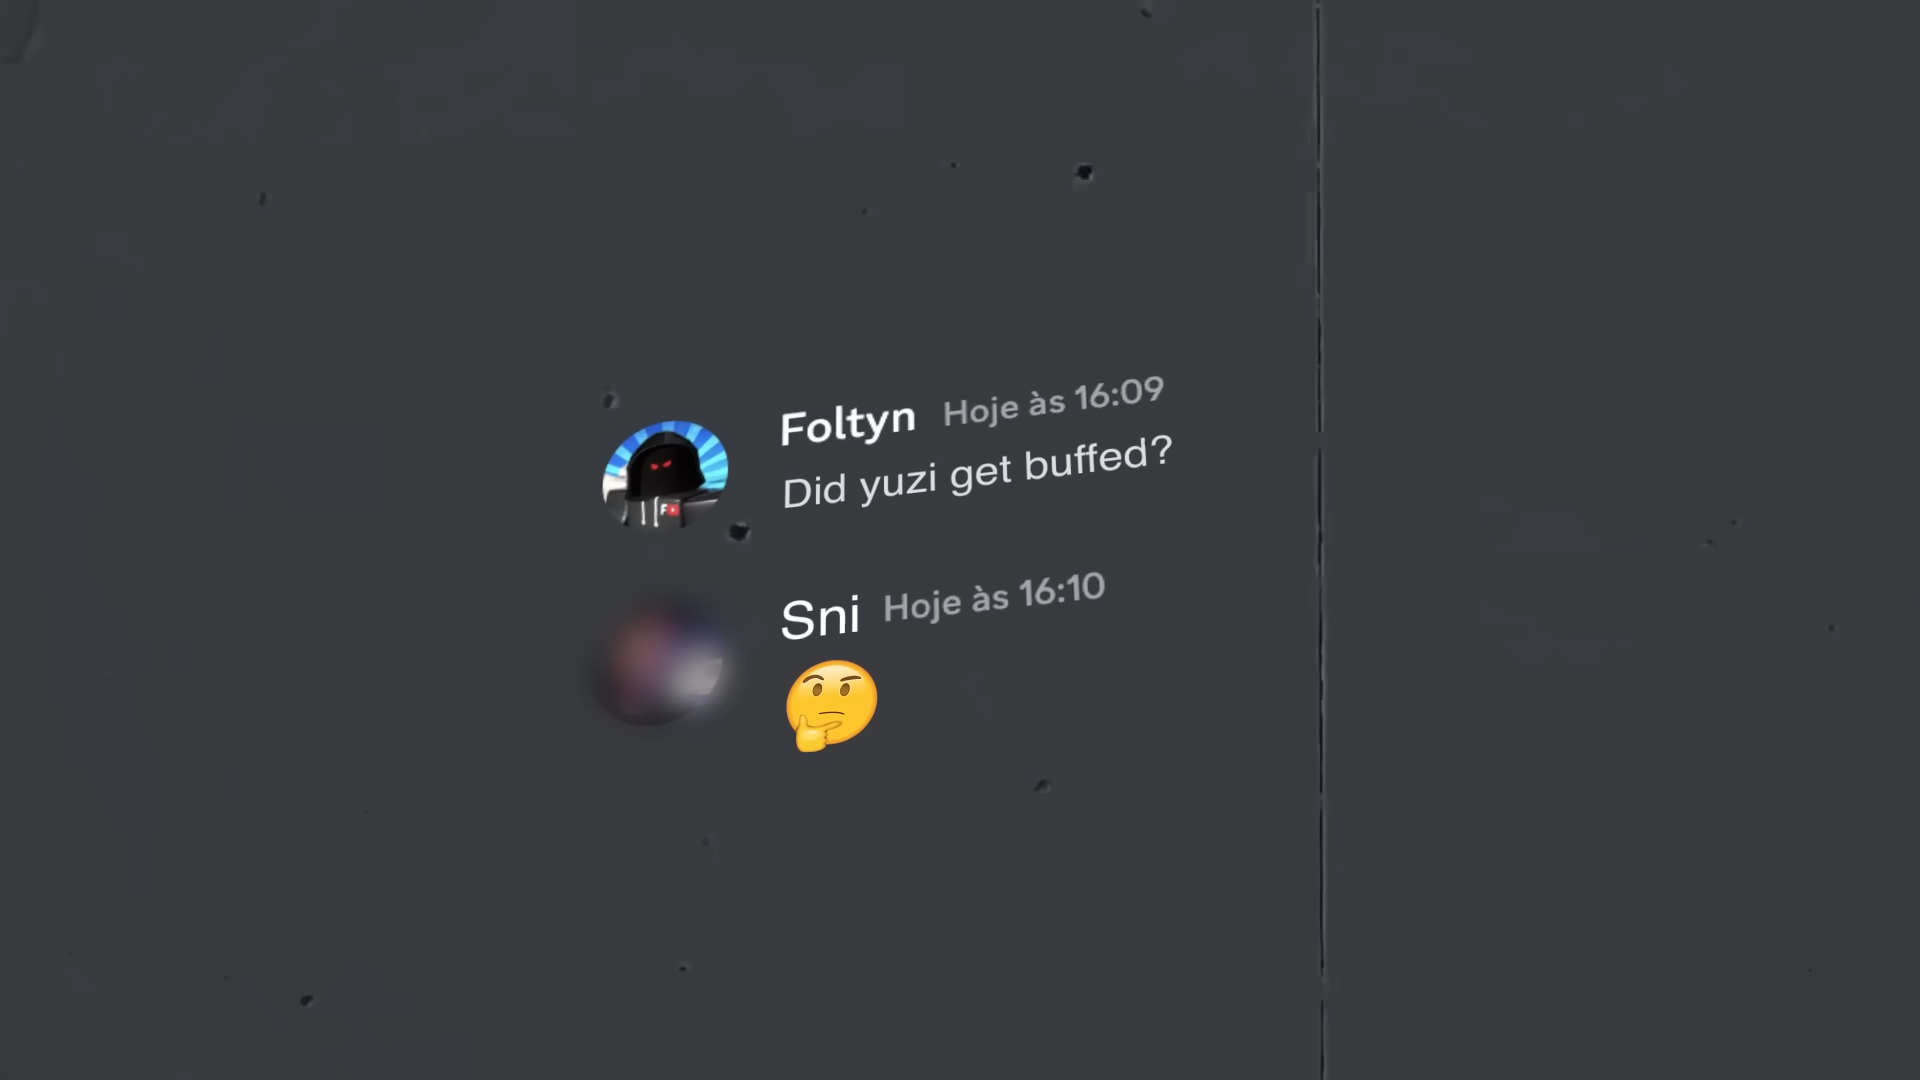 Foltyn Hoje às 16:09
Did yuzi get buffed?
Sni Hoje às 16:10
🤔